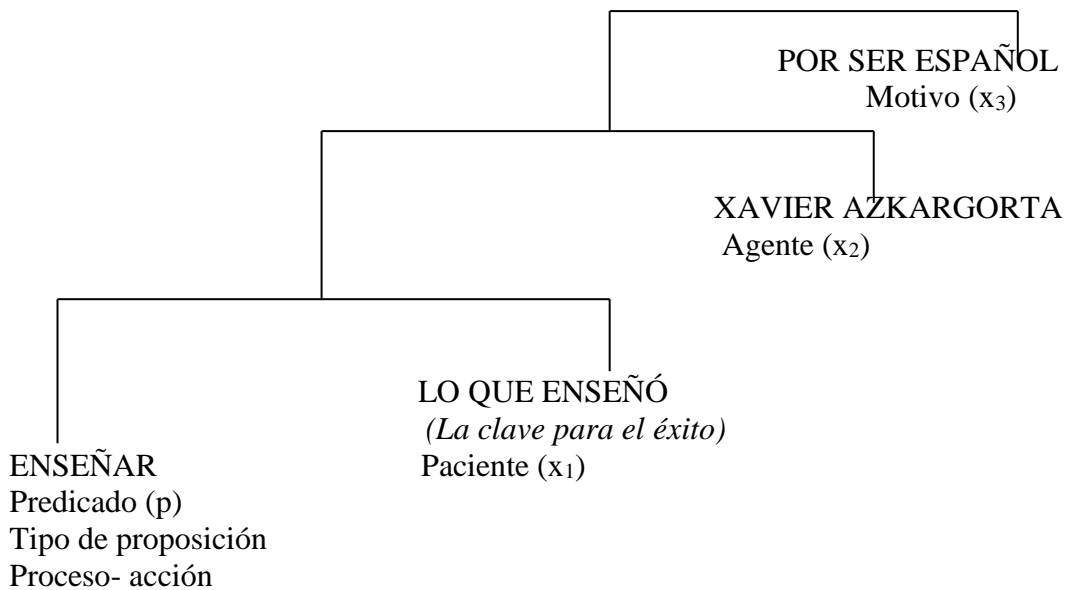 POR SER ESPAÑOL
Motivo (x₃)
XAVIER AZKARGORTA
Agente (x₂)
LO QUE ENSEÑÓ
(La clave para el éxito)
Paciente (x₁)
ENSEÑAR
Predicado (p)
Tipo de proposición
Proceso- acción